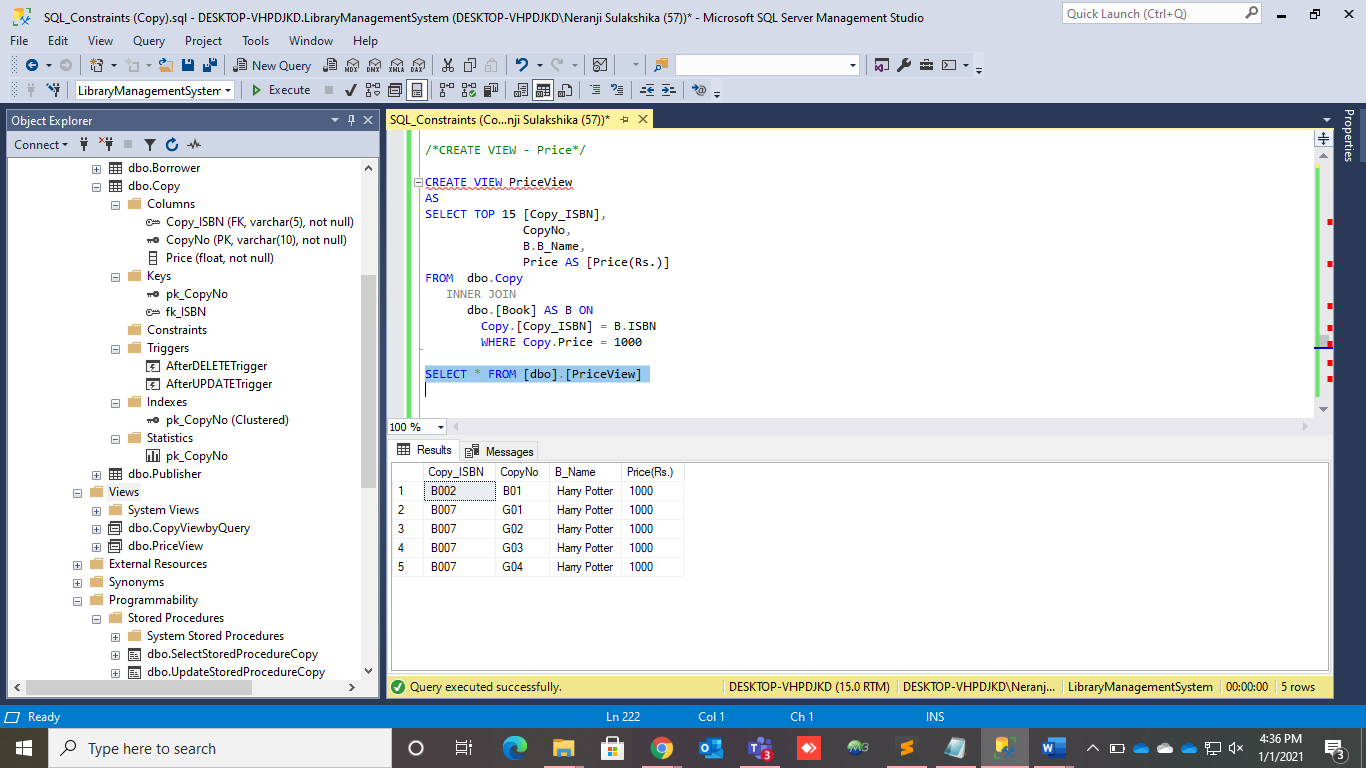 SQL_Constraints (Copy).sql - DESKTOP-VHPDJKD.LibraryManagementSystem (DESKTOP-VHPDJKD\Neranji Sulakshika (57))* - Microsoft SQL Server Management Studio
Quick Launch (Ctrl+Q)
File Edit View Query Project Tools Window Help
New Query MDX DMX XMLA DAX
LibraryManagementSystem Execute
Object Explorer
Connect
dbo.Borrower
dbo.Copy
Columns
Copy_ISBN (FK, varchar(5), not null)
CopyNo (PK, varchar(10), not null)
Price (float, not null)
Keys
pk_CopyNo
fk_ISBN
Constraints
Triggers
AfterDELETETrigger
AfterUPDATETrigger
Indexes
pk_CopyNo (Clustered)
Statistics
pk_CopyNo
dbo.Publisher
Views
System Views
dbo.CopyViewbyQuery
dbo.PriceView
External Resources
Synonyms
Programmability
Stored Procedures
System Stored Procedures
dbo.SelectStoredProcedureCopy
dbo.UpdateStoredProcedureCopy
SQL_Constraints (Co...nji Sulakshika (57))*
/*CREATE VIEW - Price*/
CREATE VIEW PriceView
AS
SELECT TOP 15 [Copy_ISBN],
CopyNo,
B.B_Name,
Price AS [Price(Rs.)]
FROM dbo.Copy
INNER JOIN
dbo.[Book] AS B ON
Copy.[Copy_ISBN] = B.ISBN
WHERE Copy.Price = 1000
SELECT * FROM [dbo].[PriceView]
100 %
Results Messages
Copy_ISBN CopyNo B_Name Price(Rs.)
1 B002 B01 Harry Potter 1000
2 B007 G01 Harry Potter 1000
3 B007 G02 Harry Potter 1000
4 B007 G03 Harry Potter 1000
5 B007 G04 Harry Potter 1000
Query executed successfully. DESKTOP-VHPDJKD (15.0 RTM) DESKTOP-VHPDJKD\Neranj... LibraryManagementSystem 00:00:00 5 rows
Properties
Ready Ln 222 Col 1 Ch 1 INS
Type here to search
3
4:36 PM
1/1/2021
3